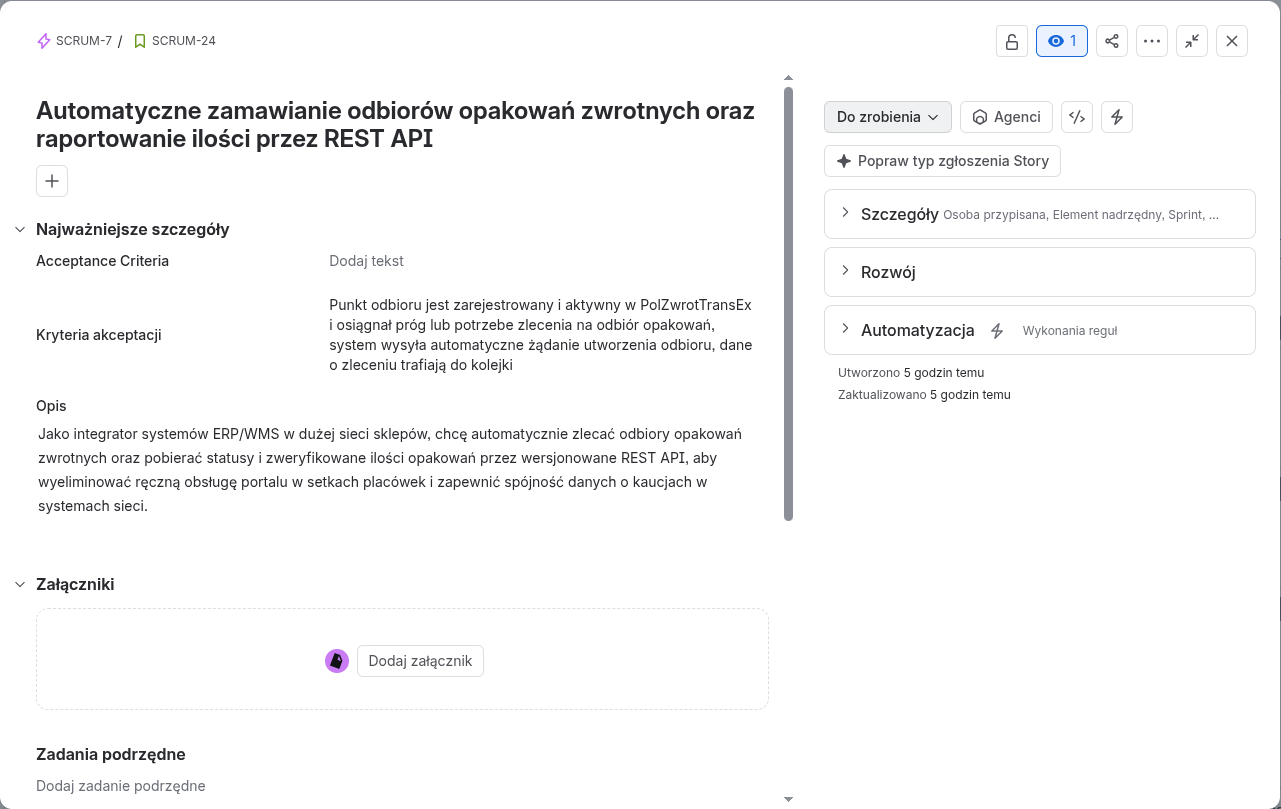 SCRUM-7 / SCRUM-24
1
Automatyczne zamawianie odbiorów opakowań zwrotnych oraz
raportowanie ilości przez REST API
Najważniejsze szczegóły
Acceptance Criteria
Dodaj tekst
Kryteria akceptacji
Punkt odbioru jest zarejestrowany i aktywny w PolZwrotTransEx
i osiągnał próg lub potrzebe zlecenia na odbiór opakowań,
system wysyła automatyczne żądanie utworzenia odbioru, dane
o zleceniu trafiają do kolejki
Opis
Jako integrator systemów ERP/WMS w dużej sieci sklepów, chcę automatycznie zlecać odbiory opakowań
zwrotnych oraz pobierać statusy i zweryfikowane ilości opakowań przez wersjonowane REST API, aby
wyeliminować ręczną obsługę portalu w setkach placówek i zapewnić spójność danych o kaucjach w
systemach sieci.
Załączniki
Dodaj załącznik
Zadania podrzędne
Dodaj zadanie podrzędne
Do zrobienia
Agenci
Popraw typ zgłoszenia Story
Szczegóły Osoba przypisana, Element nadrzędny, Sprint, ...
Rozwój
Automatyzacja Wykonania reguł
Utworzono 5 godzin temu
Zaktualizowano 5 godzin temu